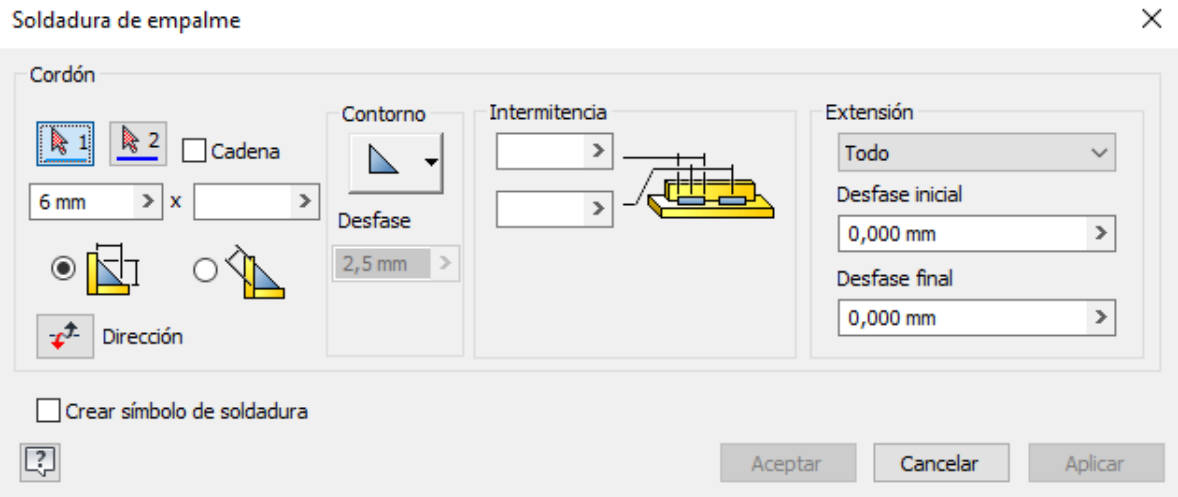 Soldadura de empalme
Cordón
1
2
Cadena
6 mm
x
Dirección
Contorno
Desfase
2,5 mm
Intermitencia
Extensión
Todo
Desfase inicial
0,000 mm
Desfase final
0,000 mm
Crear símbolo de soldadura
?
Aceptar
Cancelar
Aplicar